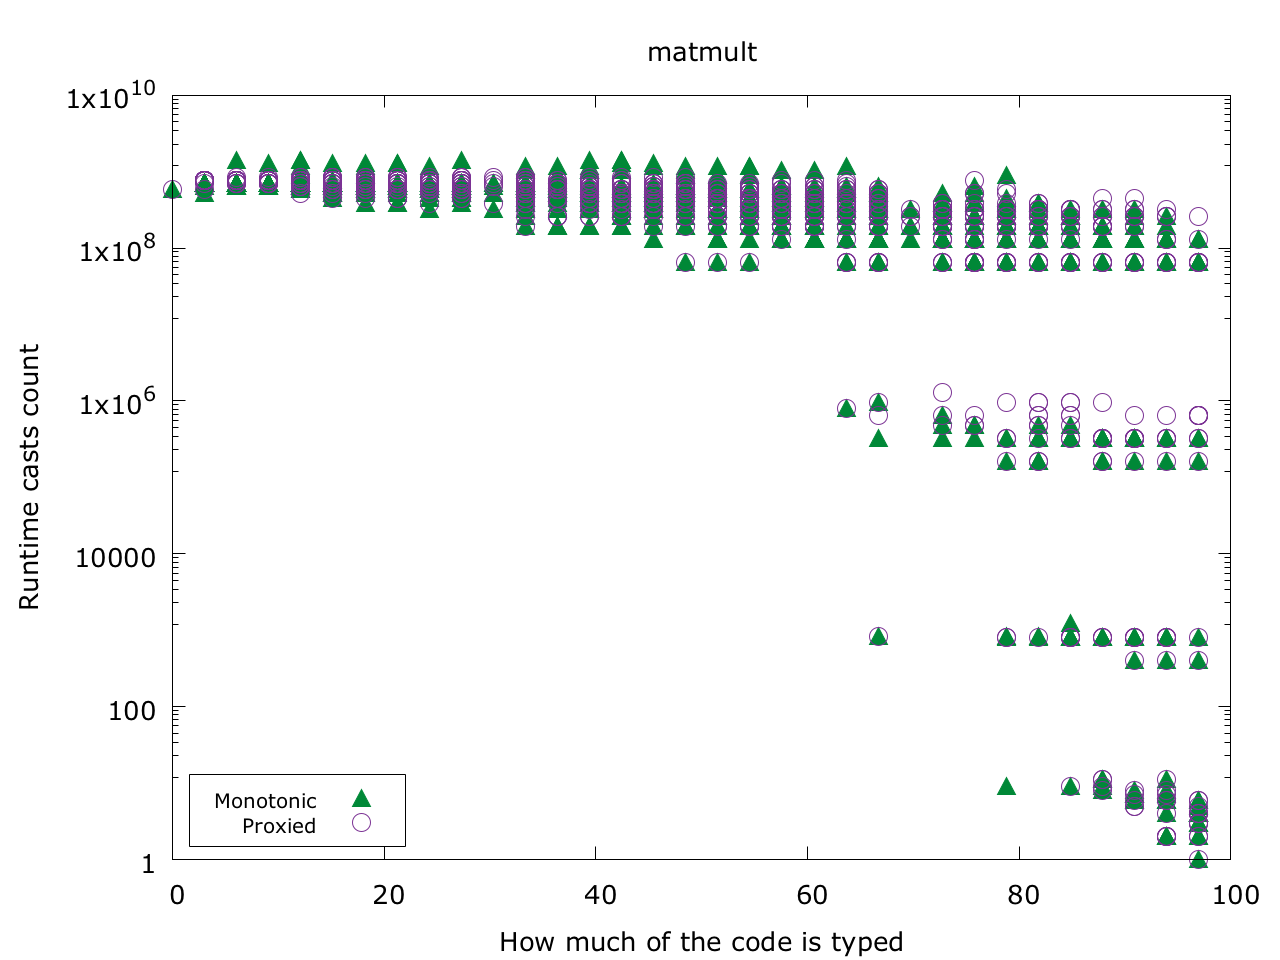 matmult
1x10^10
1x10^8
1x10^6
10000
100
1
Runtime casts count
Monotonic
Proxied
0 20 40 60 80 100
How much of the code is typed